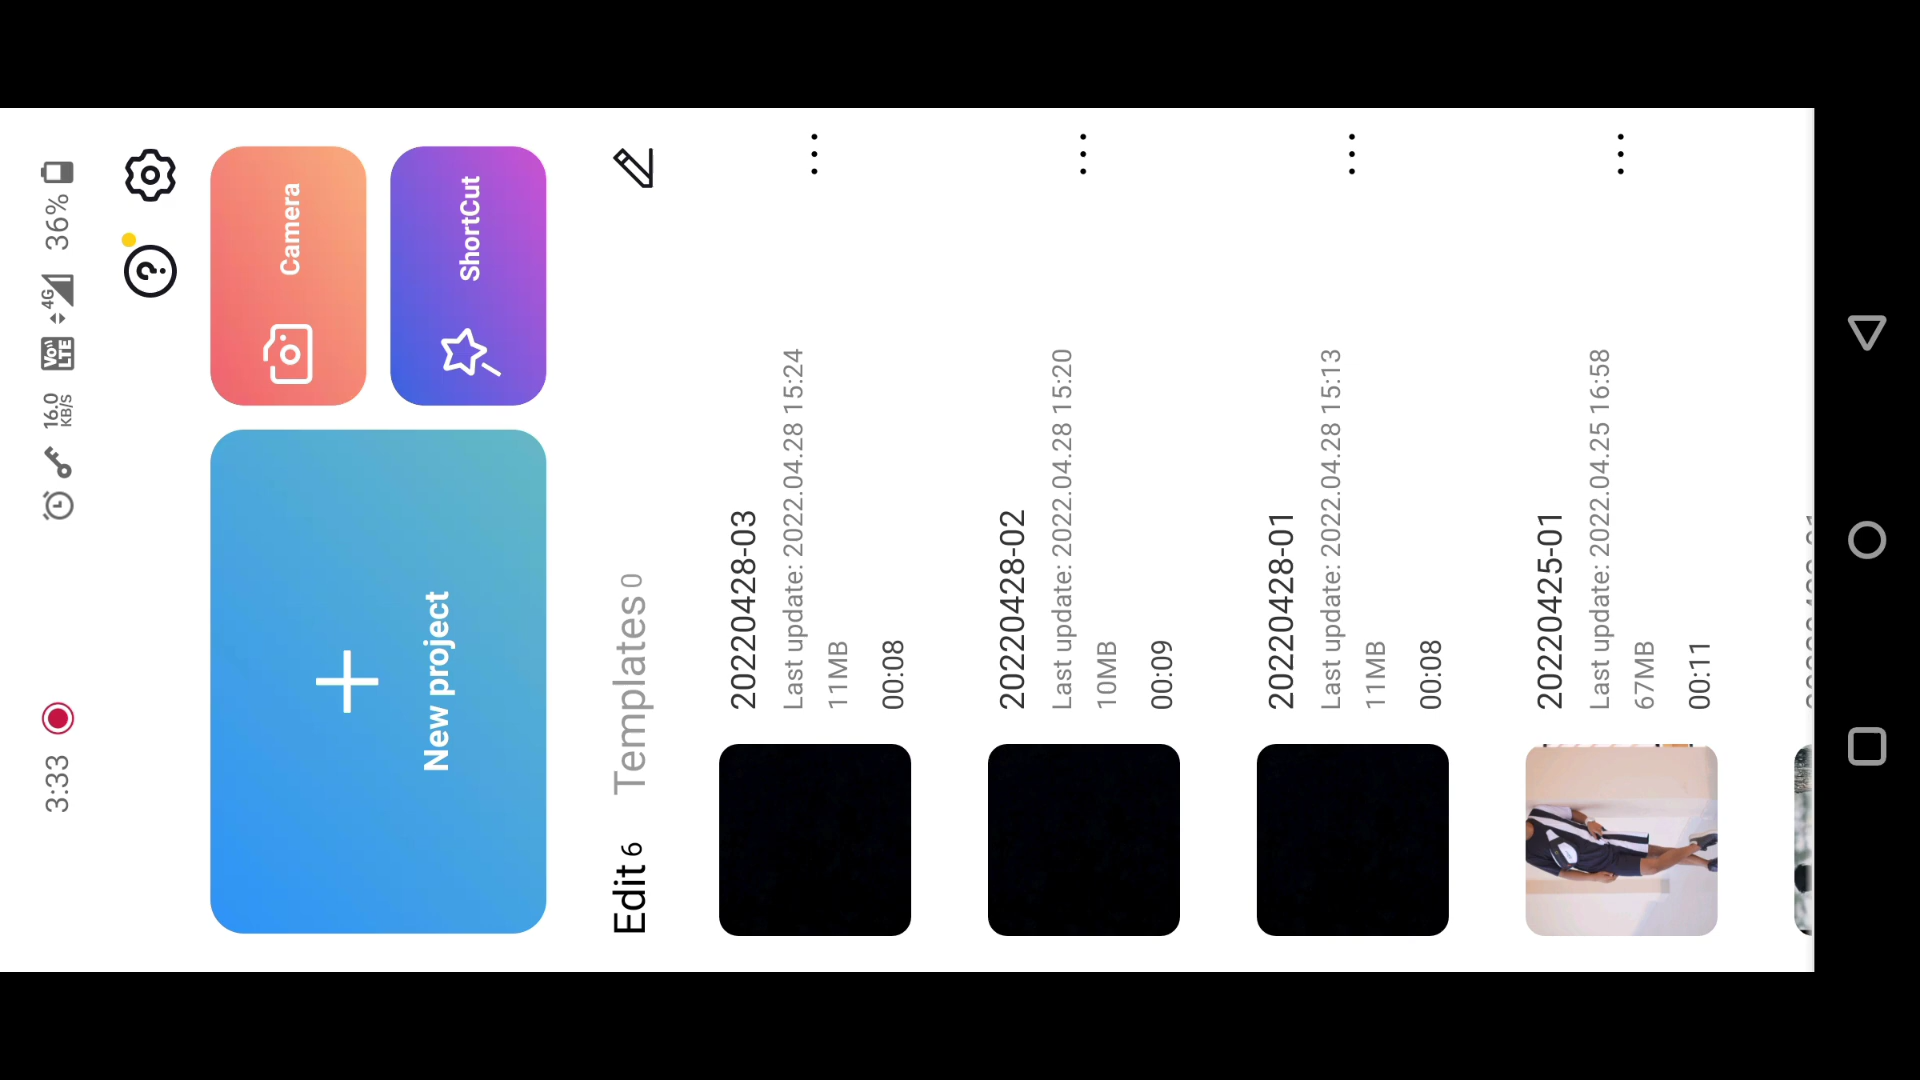 3:33
16.0 KB/s
Vo)) LTE
4G
36%
New project
Camera
ShortCut
Edit 6
Templates 0
20220428-03
Last update: 2022.04.28 15:24
11MB
00:08
20220428-02
Last update: 2022.04.28 15:20
10MB
00:09
20220428-01
Last update: 2022.04.28 15:13
11MB
00:08
20220425-01
Last update: 2022.04.25 16:58
67MB
00:11